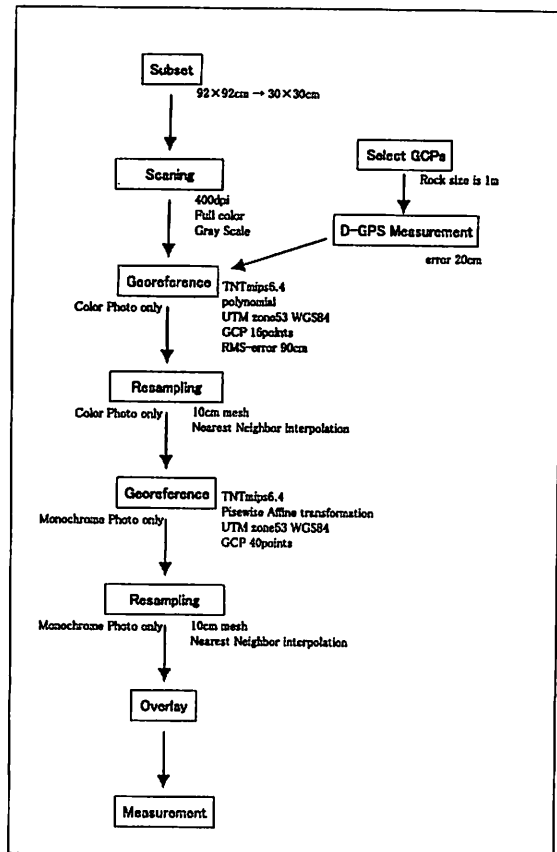 Subset
92×92cm → 30×30cm
Scaning
400dpi
Full color
Gray Scale
Select GCPs
Rock size is 1m
D-GPS Measurement
error 20cm
Georeference
Color Photo only
TNTmips6.4
polynomial
UTM zone53 WGS84
GCP 16points
RMS-error 90cm
Resampling
Color Photo only
10cm mesh
Nearest Neighbor interpolation
Georeference
Monochrome Photo only
TNTmips6.4
Pisewise Affine transformation
UTM zone53 WGS84
GCP 40points
Resampling
Monochrome Photo only
10cm mesh
Nearest Neighbor interpolation
Overlay
Measurement